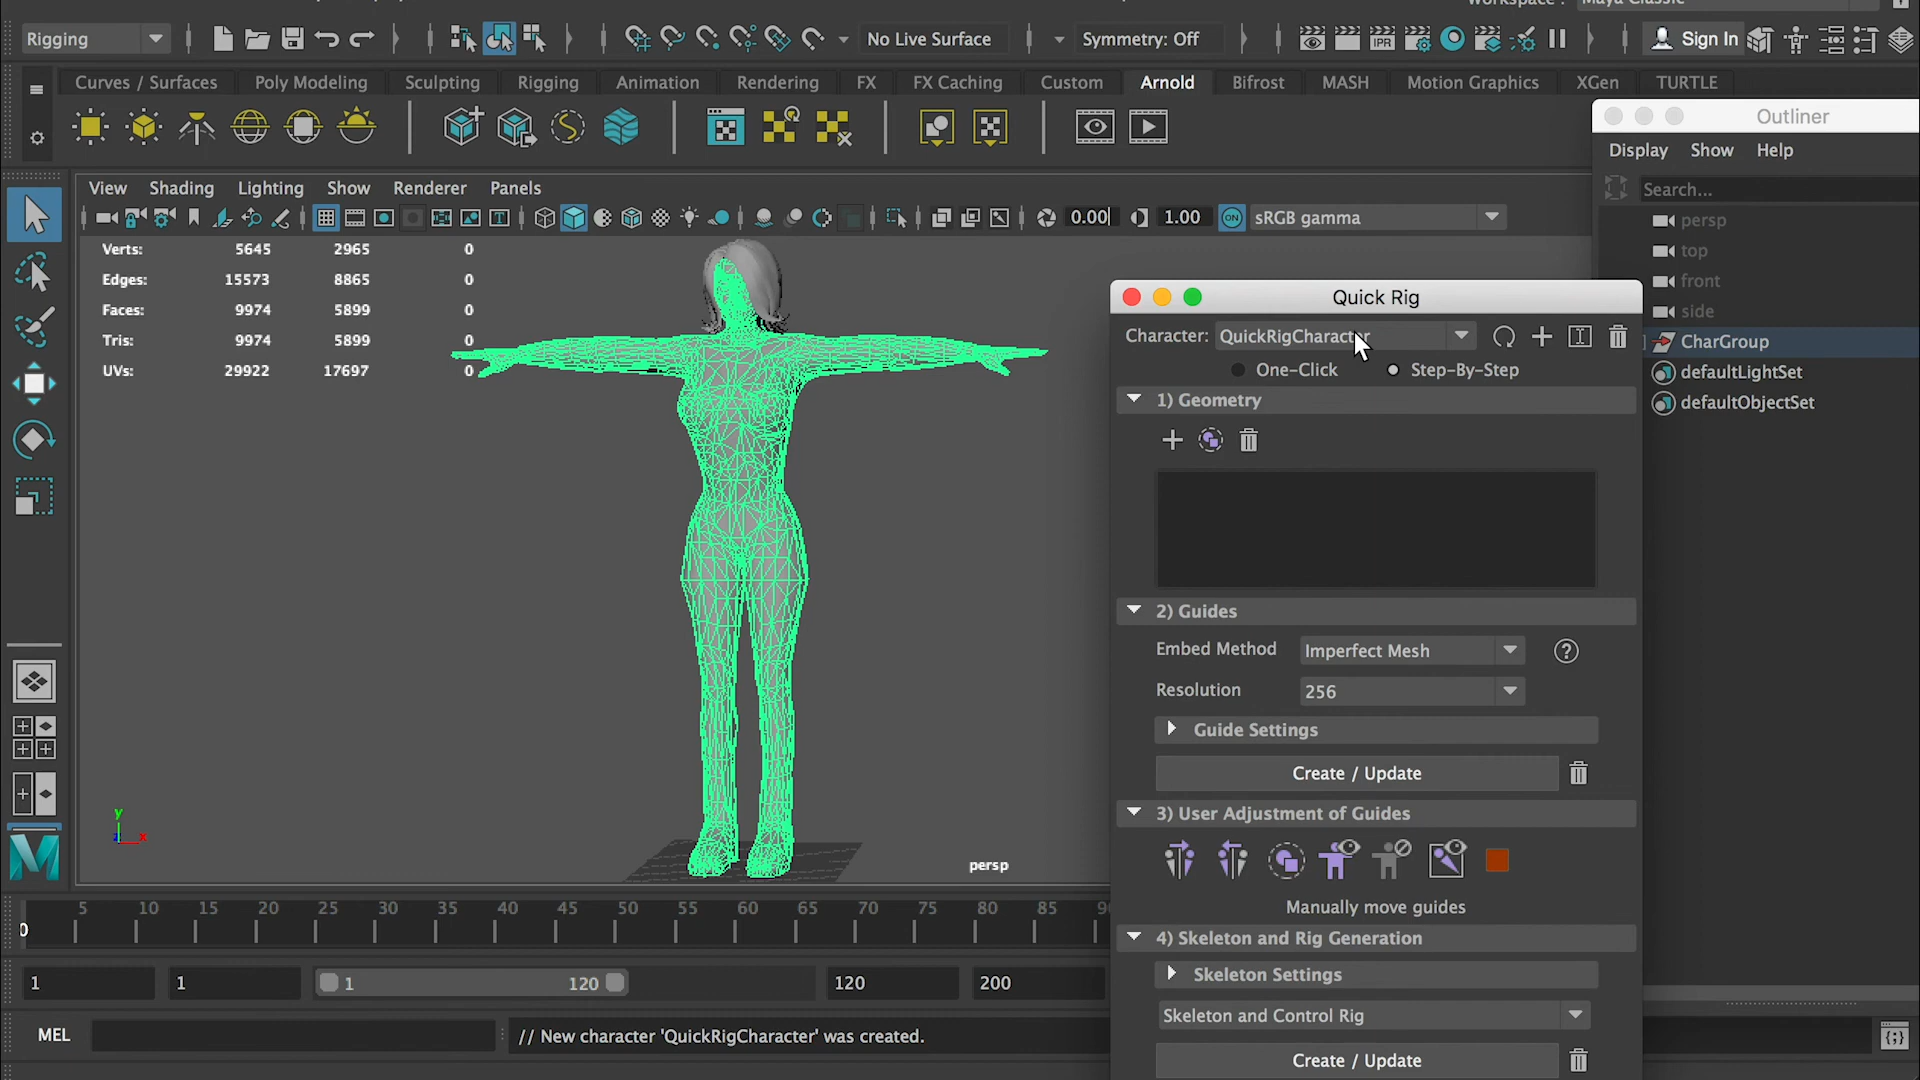 Rigging
No Live Surface
Symmetry: Off
Sign In
Curves / Surfaces
Poly Modeling
Sculpting
Rigging
Animation
Rendering
FX
FX Caching
Custom
Arnold
Bifrost
MASH
Motion Graphics
XGen
TURTLE
Outliner
Display Show Help
Search...
View Shading Lighting Show Renderer Panels
0.00 1.00 ON sRGB gamma
Verts: 5645 2965 0
Edges: 15573 8865 0
Faces: 9974 5899 0
Tris: 9974 5899 0
UVs: 29922 17697 0
persp
top
front
side
CharGroup
defaultLightSet
defaultObjectSet
Quick Rig
Character: QuickRigCharacter
One-Click Step-By-Step
1) Geometry
2) Guides
Embed Method Imperfect Mesh
Resolution 256
Guide Settings
Create / Update
3) User Adjustment of Guides
Manually move guides
4) Skeleton and Rig Generation
Skeleton Settings
Skeleton and Control Rig
Create / Update
y
x
persp
5 10 15 20 25 30 35 40 45 50 55 60 65 70 75 80 85
0
1 1 1 120 120 200
MEL
// New character 'QuickRigCharacter' was created.